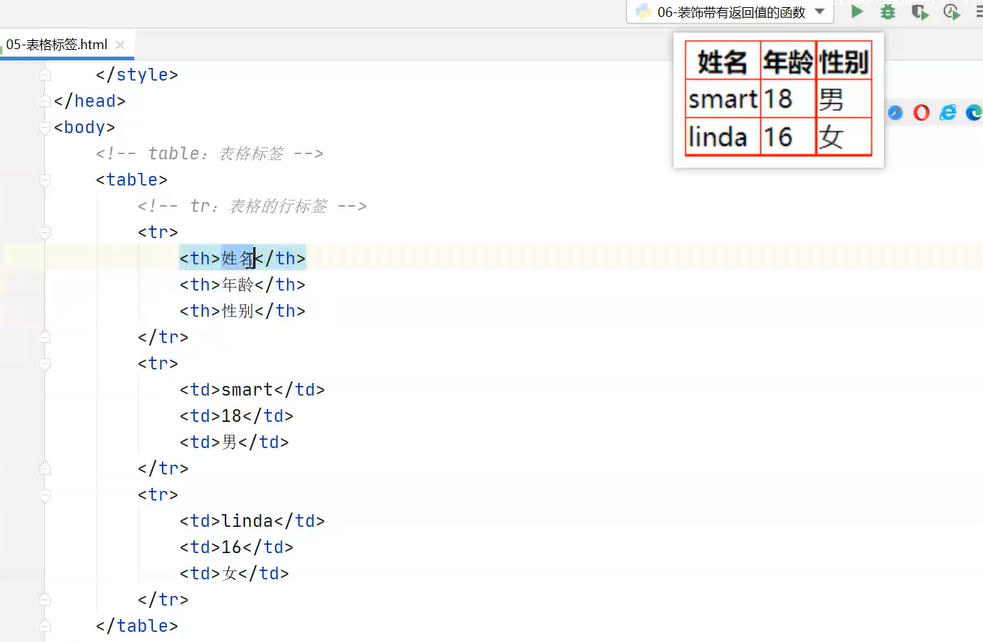 06-装饰带有返回值的函数
05-表格标签.html
</style>
</head>
<body>
<!-- table：表格标签 -->
<table>
<!-- tr：表格的行标签 -->
<tr>
<th>姓名</th>
<th>年龄</th>
<th>性别</th>
</tr>
<tr>
<td>smart</td>
<td>18</td>
<td>男</td>
</tr>
<tr>
<td>linda</td>
<td>16</td>
<td>女</td>
</tr>
</table>
姓名 年龄 性别
smart 18 男
linda 16 女